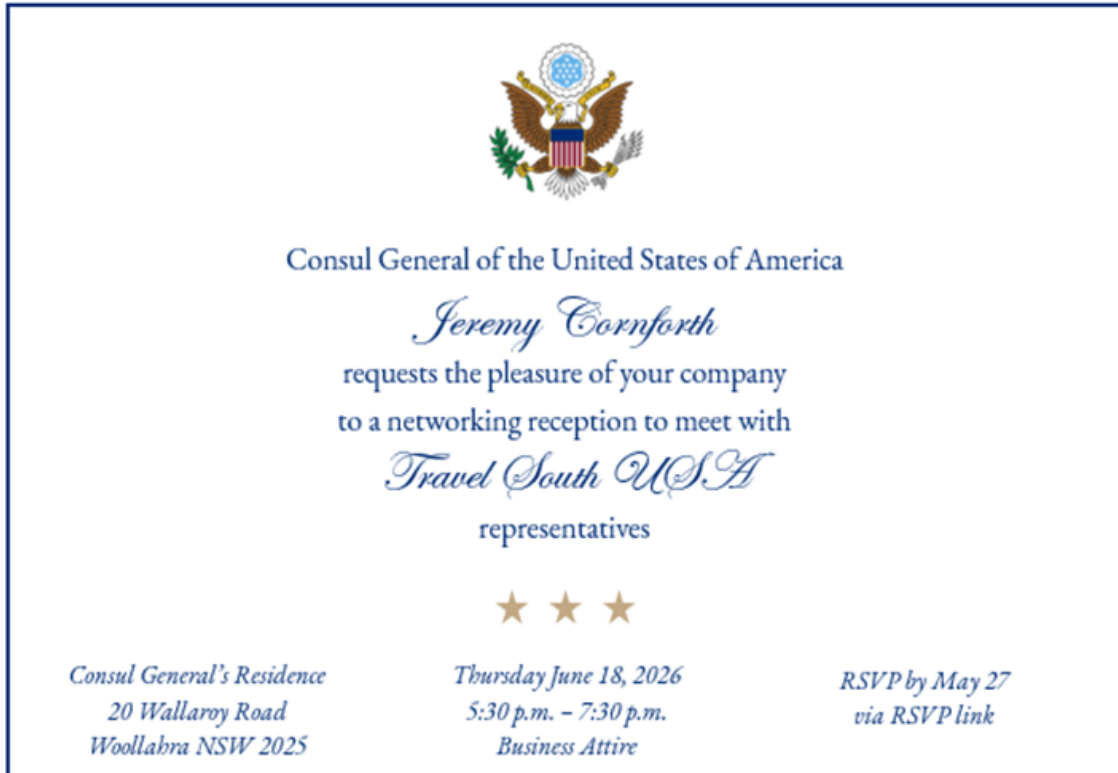 Consul General of the United States of America
Jeremy Cornforth
requests the pleasure of your company
to a networking reception to meet with
Travel South USA
representatives
Consul General's Residence
20 Wallaroy Road
Woollahra NSW 2025
Thursday June 18, 2026
5:30 p.m. – 7:30 p.m.
Business Attire
RSVP by May 27
via RSVP link